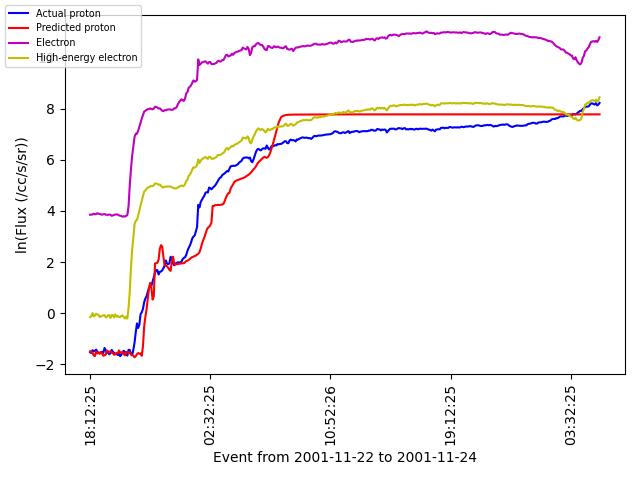 Actual proton
Predicted proton
Electron
High-energy electron
ln(Flux (/cc/s/sr))
8
6
4
2
0
−2
18:12:25
02:32:25
10:52:26
19:12:25
03:32:25
Event from 2001-11-22 to 2001-11-24